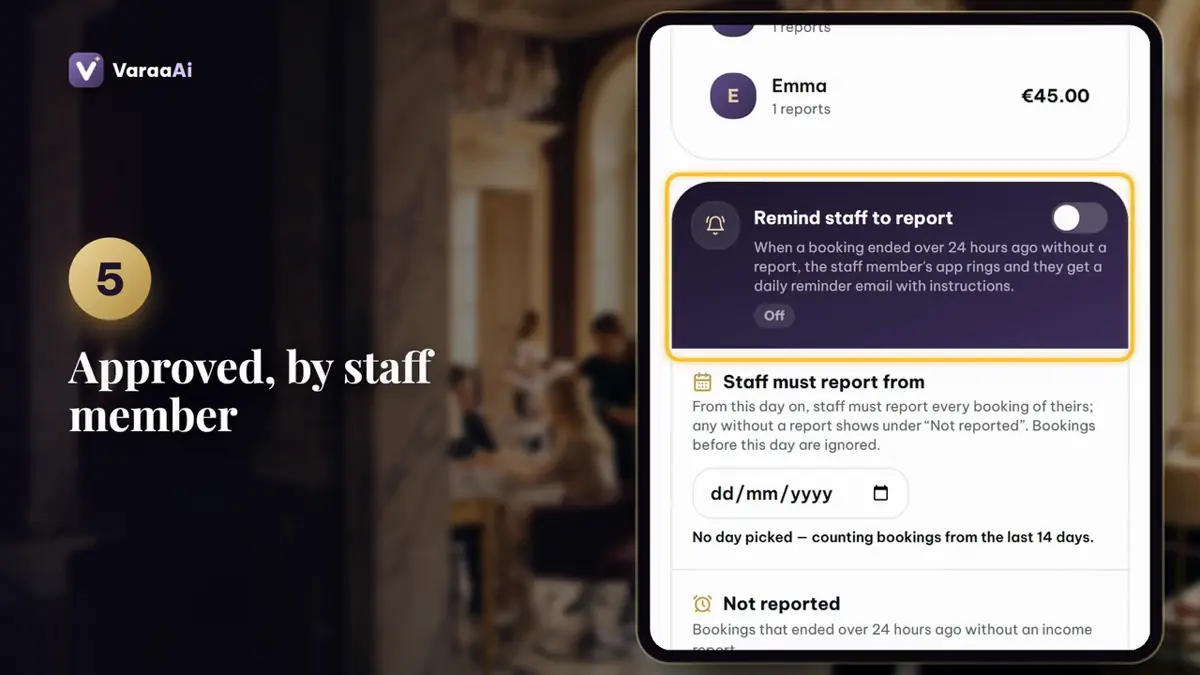 VaraaAi
5
Approved, by staff
member
1 reports
E
Emma
1 reports
€45.00
Remind staff to report
When a booking ended over 24 hours ago without a
report, the staff member's app rings and they get a
daily reminder email with instructions.
Off
Staff must report from
From this day on, staff must report every booking of theirs;
any without a report shows under “Not reported”. Bookings
before this day are ignored.
dd/mm/yyyy
No day picked — counting bookings from the last 14 days.
Not reported
Bookings that ended over 24 hours ago without an income
report.